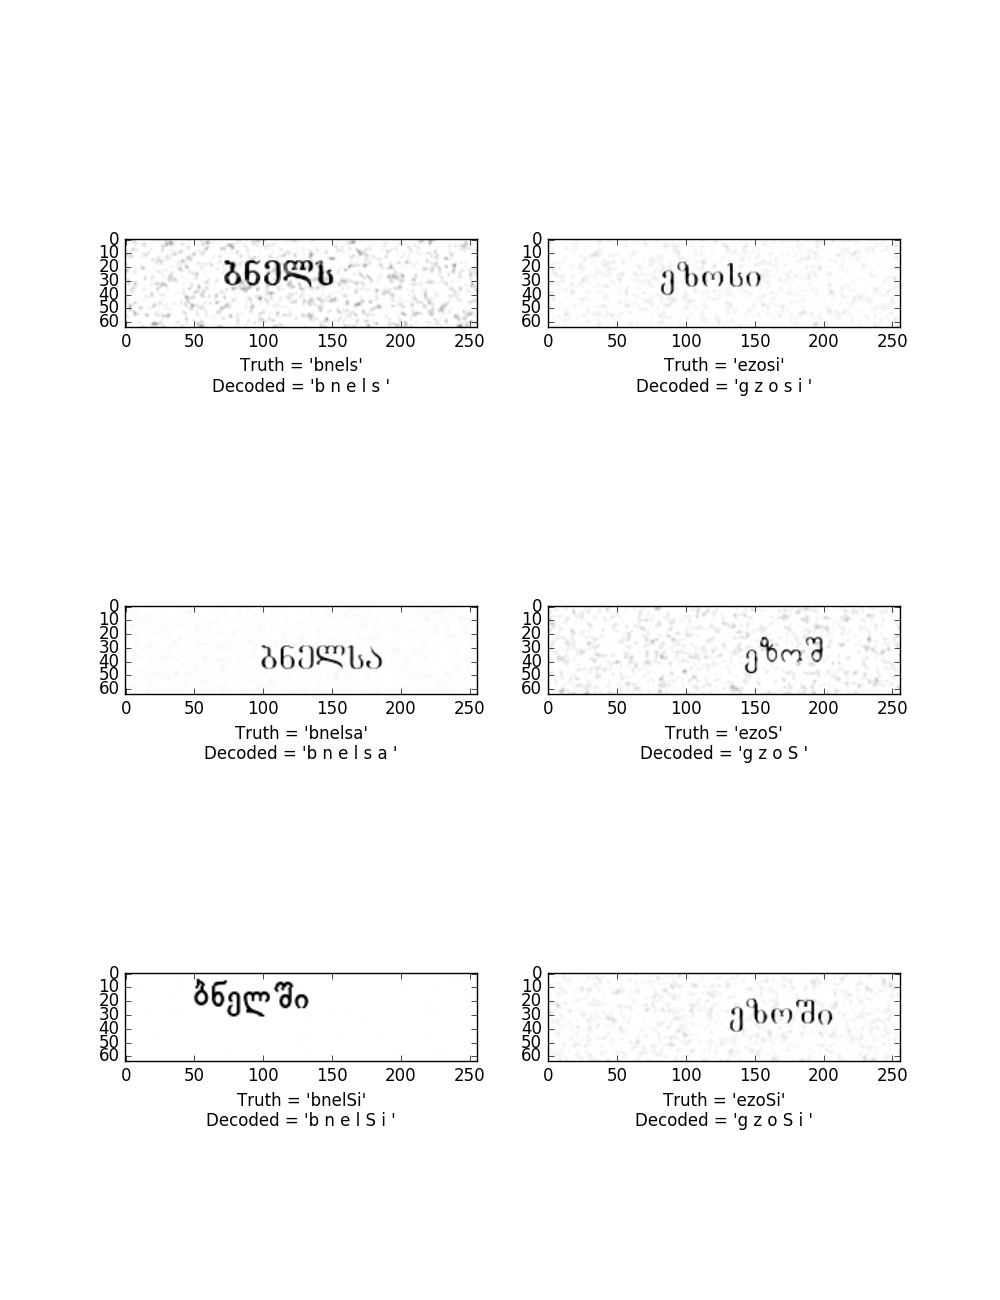 0
10
20
30
40
50
60
ბნელს
0 50 100 150 200 250
Truth = 'bnels'
Decoded = 'b n e l s '
0
10
20
30
40
50
60
ეზოსი
0 50 100 150 200 250
Truth = 'ezosi'
Decoded = 'g z o s i '
0
10
20
30
40
50
60
ბნელსა
0 50 100 150 200 250
Truth = 'bnelsa'
Decoded = 'b n e l s a '
0
10
20
30
40
50
60
ეზოშ
0 50 100 150 200 250
Truth = 'ezoS'
Decoded = 'g z o S '
0
10
20
30
40
50
60
ბნელში
0 50 100 150 200 250
Truth = 'bnelSi'
Decoded = 'b n e l S i '
0
10
20
30
40
50
60
ეზოში
0 50 100 150 200 250
Truth = 'ezoSi'
Decoded = 'g z o S i '